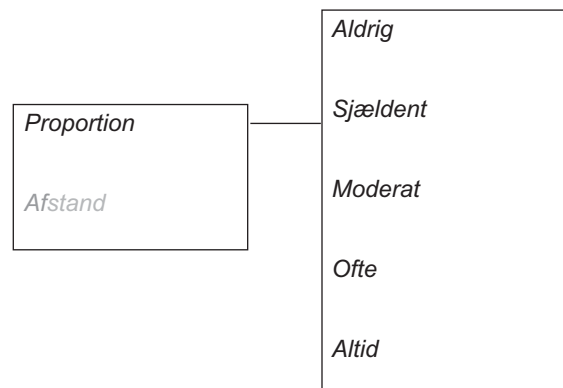 Proportion
Afstand
Aldrig
Sjældent
Moderat
Ofte
Altid